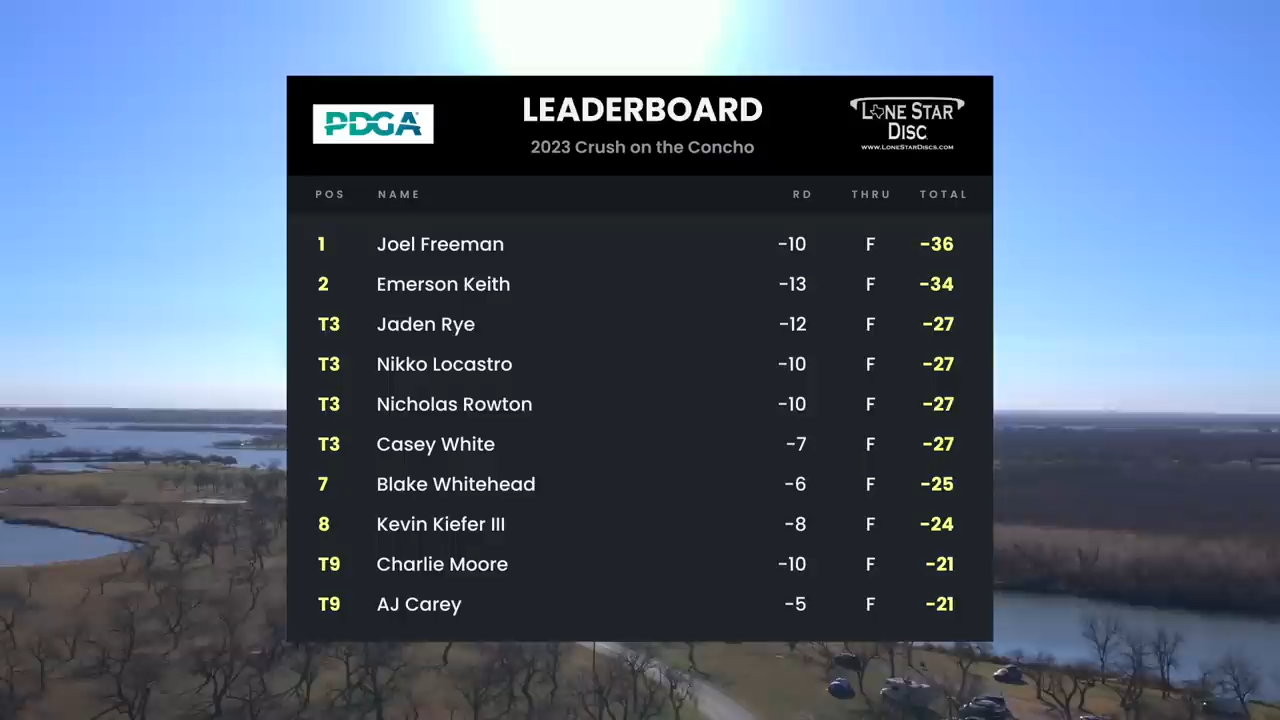 PDGA
LEADERBOARD
2023 Crush on the Concho
LONE STAR
DISC
WWW.LONESTARDISCS.COM
POS NAME RD THRU TOTAL
1 Joel Freeman -10 F -36
2 Emerson Keith -13 F -34
T3 Jaden Rye -12 F -27
T3 Nikko Locastro -10 F -27
T3 Nicholas Rowton -10 F -27
T3 Casey White -7 F -27
7 Blake Whitehead -6 F -25
8 Kevin Kiefer III -8 F -24
T9 Charlie Moore -10 F -21
T9 AJ Carey -5 F -21